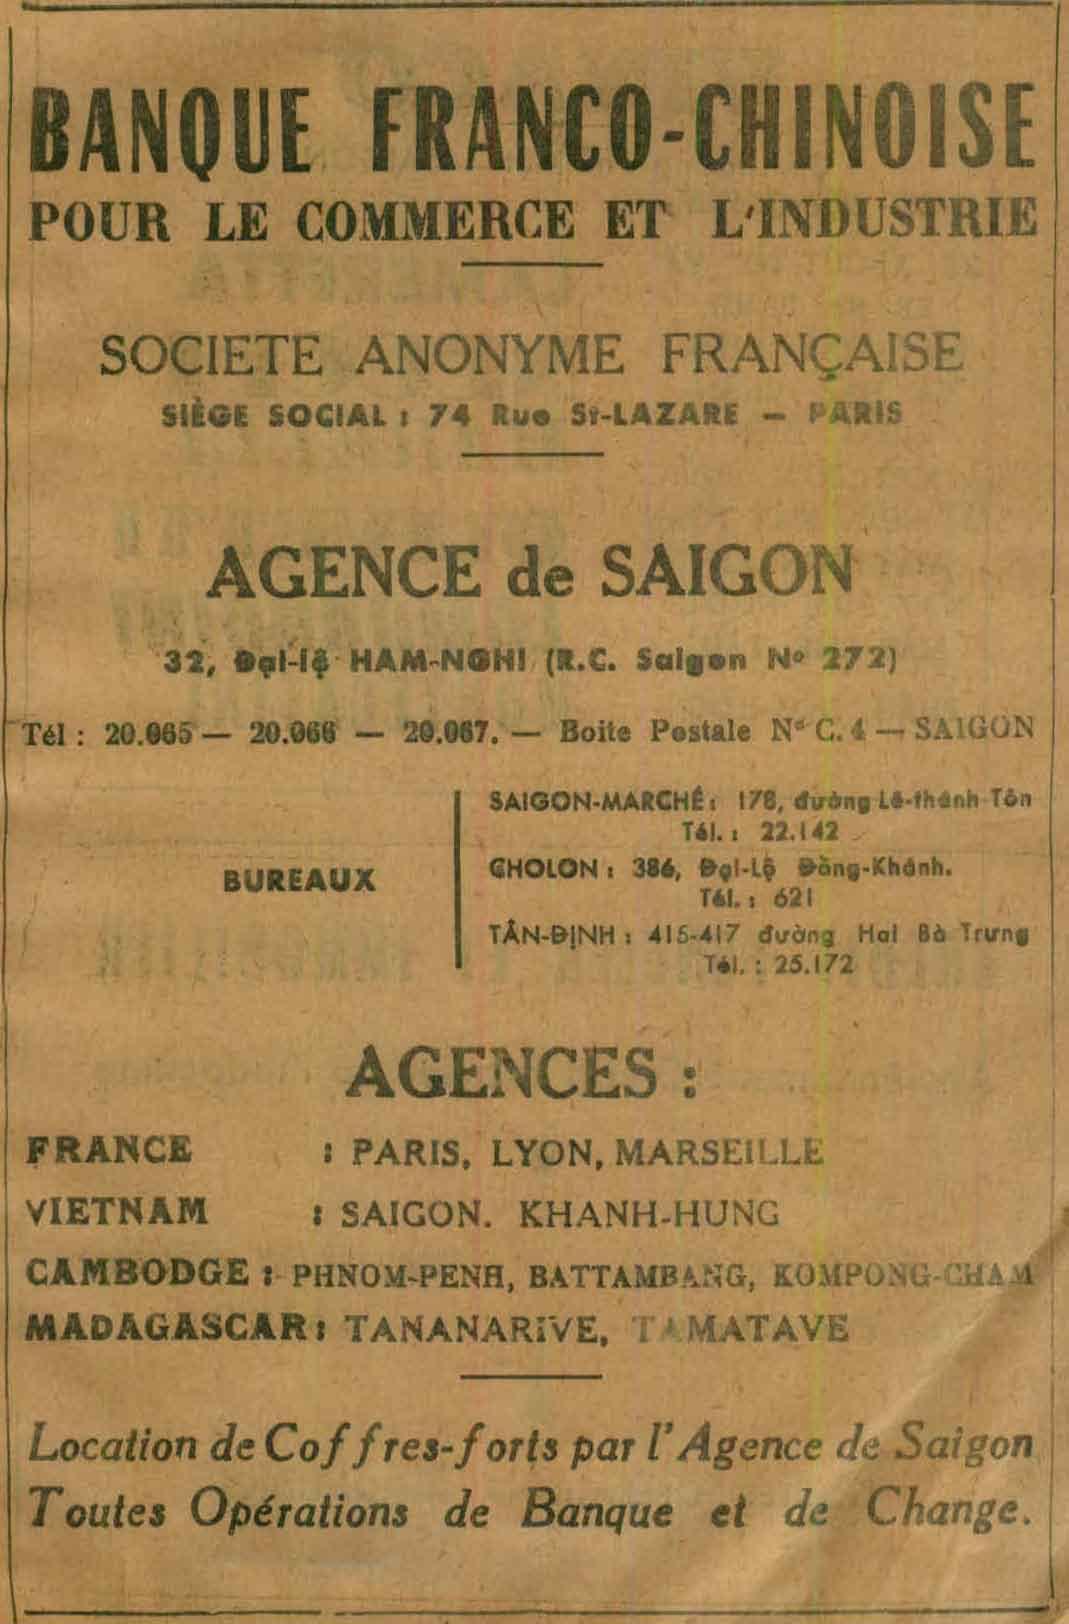 BANQUE FRANCO-CHINOISE
POUR LE COMMERCE ET L'INDUSTRIE
SOCIETE ANONYME FRANÇAISE
SIÈGE SOCIAL : 74 Rue St-LAZARE — PARIS
AGENCE de SAIGON
32, Đại-lộ HAM-NGHI (R.C. Saigon No 272)
Tél : 20.065 — 20.066 — 20.067. — Boite Postale No C.4 — SAIGON
SAIGON-MARCHÉ : 178, đường Lê-thánh-Tôn
Tél. : 22.142
BUREAUX
CHOLON : 386, Đại-Lộ Đồng-Khánh.
Tél. : 621
TÂN-ĐỊNH : 415-417 đường Hai Bà Trưng
Tél. : 25.172
AGENCES :
FRANCE : PARIS, LYON, MARSEILLE
VIETNAM : SAIGON. KHANH-HUNG
CAMBODGE : PHNOM-PENH, BATTAMBANG, KOMPONG-CHAM
MADAGASCAR : TANANARIVE, TAMATAVE
Location de Coffres-forts par l'Agence de Saigon
Toutes Opérations de Banque et de Change.